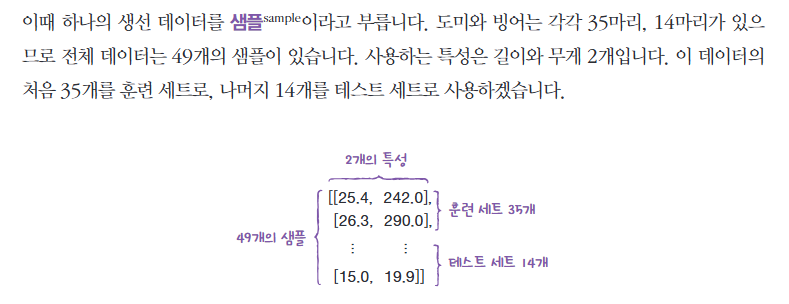 이때 하나의 생선 데이터를 샘플sample이라고 부릅니다. 도미와 빙어는 각각 35마리, 14마리가 있으
므로 전체 데이터는 49개의 샘플이 있습니다. 사용하는 특성은 길이와 무게 2개입니다. 이 데이터의
처음 35개를 훈련 세트로, 나머지 14개를 테스트 세트로 사용하겠습니다.
2개의 특성
[[25.4, 242.0],
[26.3, 290.0],
훈련 세트 35개
49개의 샘플
⋮ ⋮
테스트 세트 14개
[15.0, 19.9]]